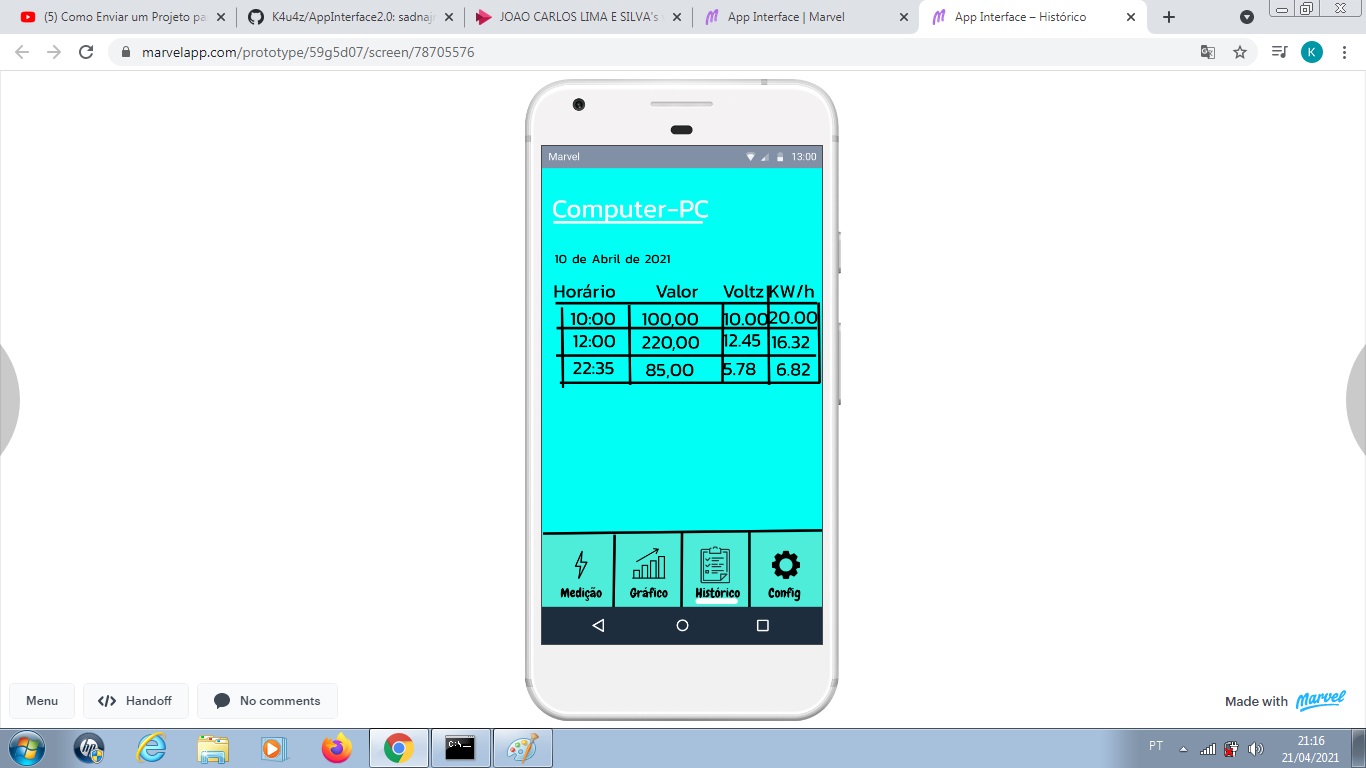 (5) Como Enviar um Projeto pa
K4u4z/AppInterface2.0: sadnajr
JOAO CARLOS LIMA E SILVA's
App Interface | Marvel
App Interface – Histórico
marvelapp.com/prototype/59g5d07/screen/78705576
K
Marvel 13:00
Computer-PC
10 de Abril de 2021
Horário Valor Voltz KW/h
10:00 100,00 10.00 20.00
12:00 220,00 12.45 16.32
22:35 85,00 5.78 6.82
Medição Gráfico Histórico Config
Menu Handoff No comments
Made with Marvel
PT 21:16
21/04/2021